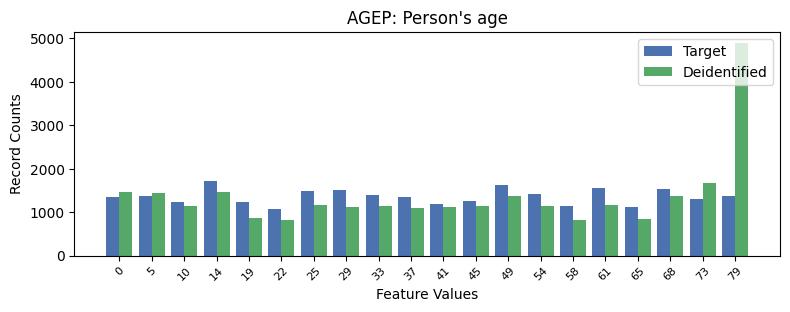 AGEP: Person's age
Target
Deidentified
Record Counts
5000
4000
3000
2000
1000
0
0 5 10 14 19 22 25 29 33 37 41 45 49 54 58 61 65 68 73 79
Feature Values